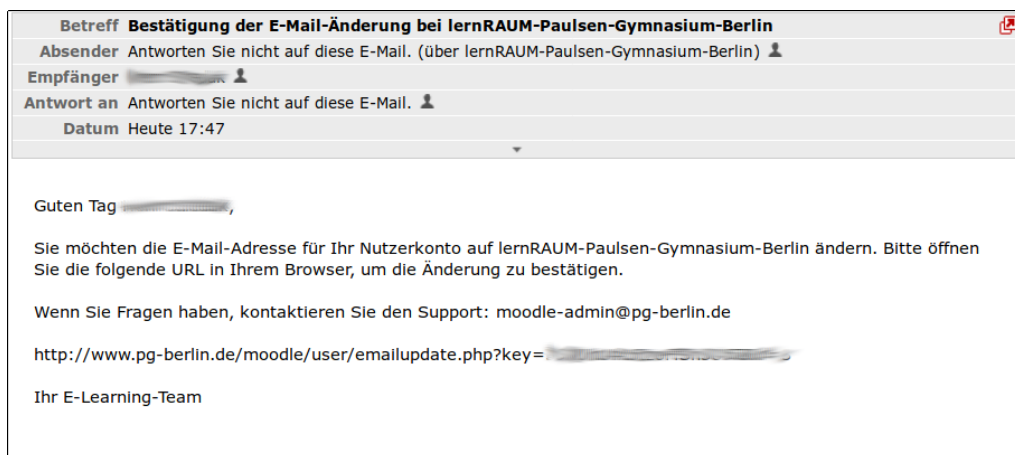 Betreff Bestätigung der E-Mail-Änderung bei lernRAUM-Paulsen-Gymnasium-Berlin
Absender Antworten Sie nicht auf diese E-Mail. (über lernRAUM-Paulsen-Gymnasium-Berlin)
Empfänger
Antwort an Antworten Sie nicht auf diese E-Mail.
Datum Heute 17:47
Guten Tag ,
Sie möchten die E-Mail-Adresse für Ihr Nutzerkonto auf lernRAUM-Paulsen-Gymnasium-Berlin ändern. Bitte öffnen
Sie die folgende URL in Ihrem Browser, um die Änderung zu bestätigen.
Wenn Sie Fragen haben, kontaktieren Sie den Support: moodle-admin@pg-berlin.de
http://www.pg-berlin.de/moodle/user/emailupdate.php?key=
Ihr E-Learning-Team